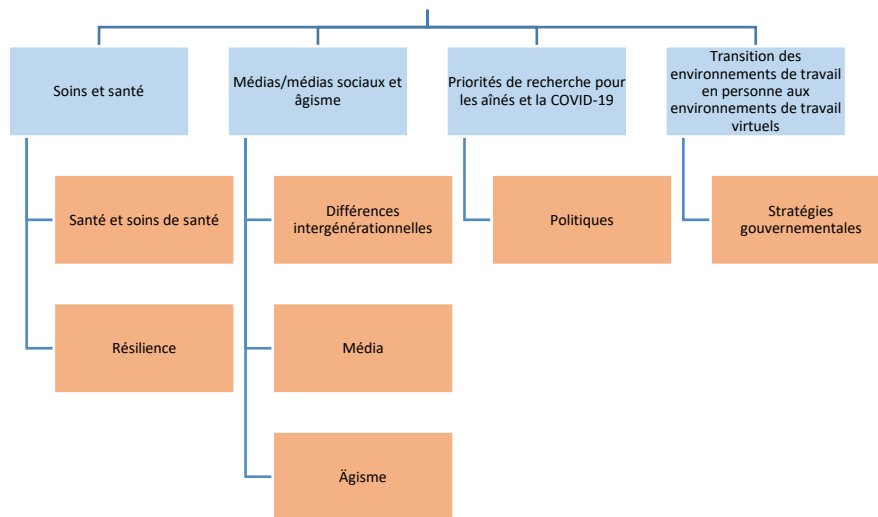 Soins et santé
Médias/médias sociaux et
âgisme
Priorités de recherche pour
les aînés et la COVID-19
Transition des
environnements de travail
en personne aux
environnements de travail
virtuels
Santé et soins de santé
Différences
intergénérationnelles
Politiques
Stratégies
gouvernementales
Résilience
Média
Ägisme